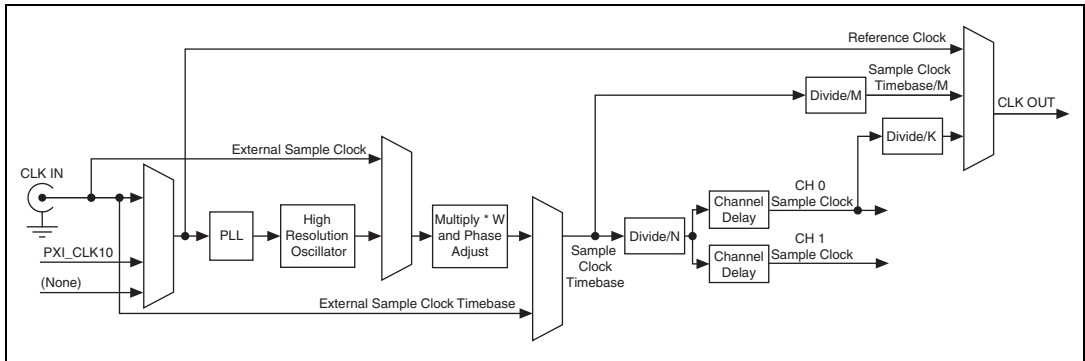 Reference Clock
Sample Clock
Timebase/M
Divide/M
CLK OUT
External Sample Clock
Divide/K
CLK IN
PLL
High
Resolution
Oscillator
Multiply * W
and Phase
Adjust
Channel
Delay
CH 0
Sample Clock
Divide/N
PXI_CLK10
Sample
Clock
Timebase
Channel
Delay
CH 1
Sample Clock
(None)
External Sample Clock Timebase